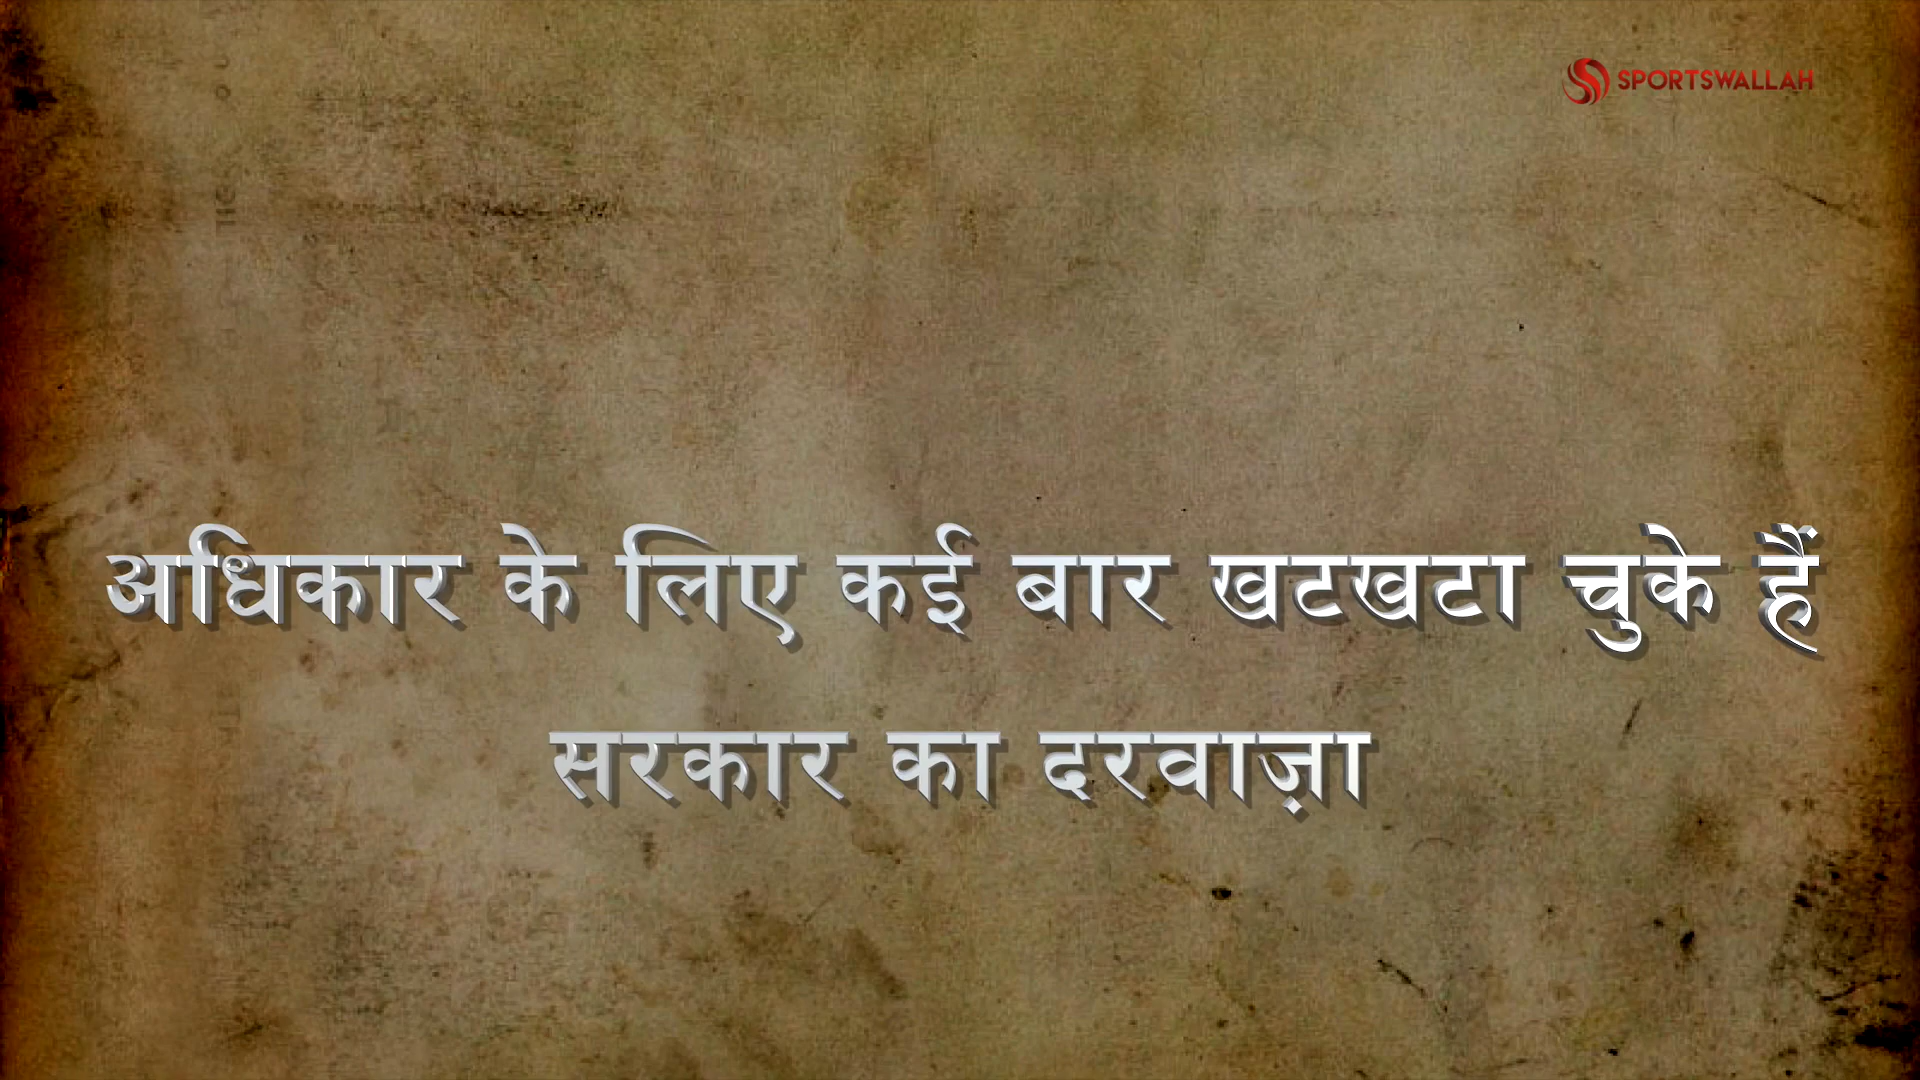 SPORTSWALLAH
अधिकार के लिए कई बार खटखटा चुके हैं
सरकार का दरवाज़ा